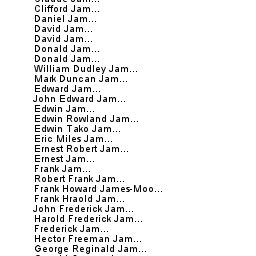 Clifford Jam...
Daniel Jam...
David Jam...
David Jam...
Donald Jam...
Donald Jam...
William Dudley Jam...
Mark Duncan Jam...
Edward Jam...
John Edward Jam...
Edwin Jam...
Edwin Rowland Jam...
Edwin Tako Jam...
Eric Miles Jam...
Ernest Robert Jam...
Ernest Jam...
Frank Jam...
Robert Frank Jam...
Frank Howard James-Moo...
Frank Hraold Jam...
John Frederick Jam...
Harold Frederick Jam...
Frederick Jam...
Hector Freeman Jam...
George Reginald Jam...